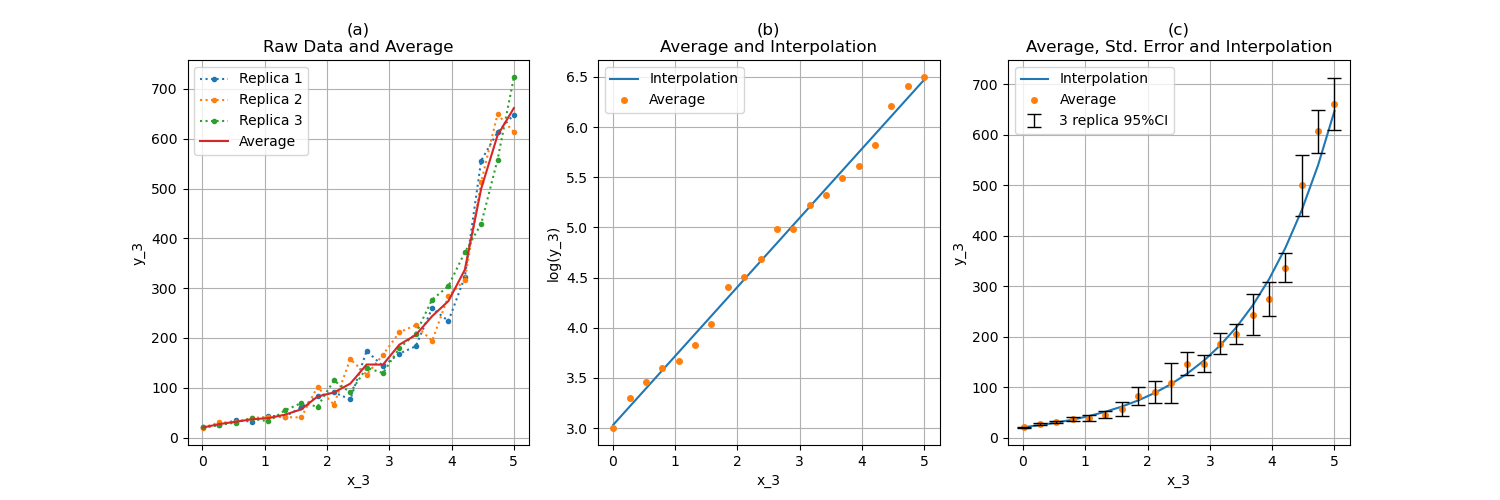 (a)
Raw Data and Average
Replica 1
Replica 2
Replica 3
Average
700
600
500
400
300
200
100
0
y_3
0 1 2 3 4 5
x_3
(b)
Average and Interpolation
Interpolation
Average
6.5
6.0
5.5
5.0
4.5
4.0
3.5
3.0
log(y_3)
0 1 2 3 4 5
x_3
(c)
Average, Std. Error and Interpolation
Interpolation
Average
3 replica 95%CI
700
600
500
400
300
200
100
0
y_3
0 1 2 3 4 5
x_3